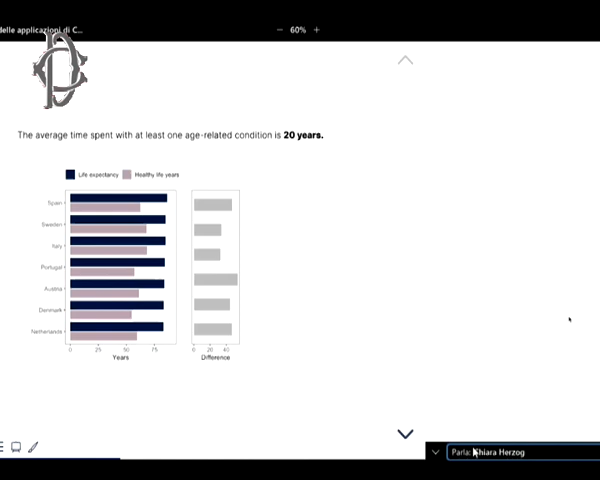 delle applicazioni di C...
− 60% +
The average time spent with at least one age-related condition is 20 years.
Life expectancy Healthy life years
Spain
Sweden
Italy
Portugal
Austria
Denmark
Netherlands
0 25 50 75
Years
0 20 40
Difference
Parla: Chiara Herzog